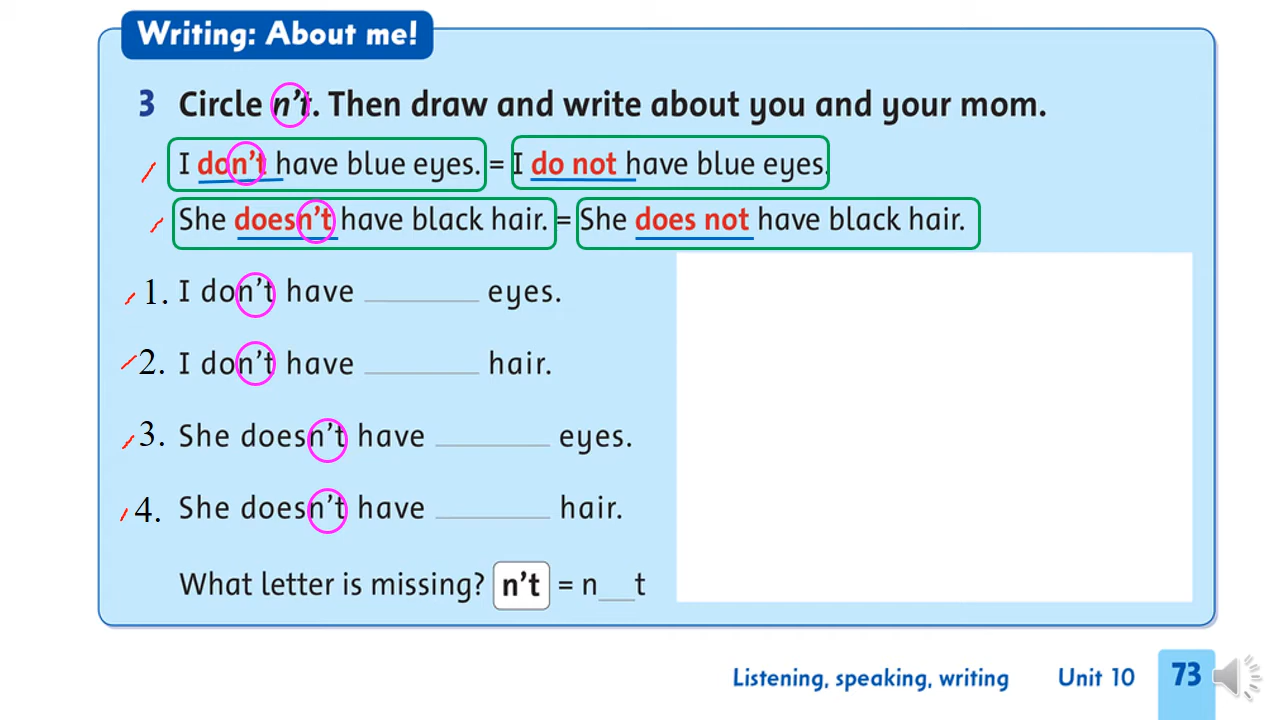 Writing: About me!
3 Circle n't. Then draw and write about you and your mom.
I don't have blue eyes. = I do not have blue eyes.
She doesn't have black hair. = She does not have black hair.
1. I don't have ________ eyes.
2. I don't have ________ hair.
3. She doesn't have ________ eyes.
4. She doesn't have ________ hair.
What letter is missing? n't = n__t
Listening, speaking, writing Unit 10 73